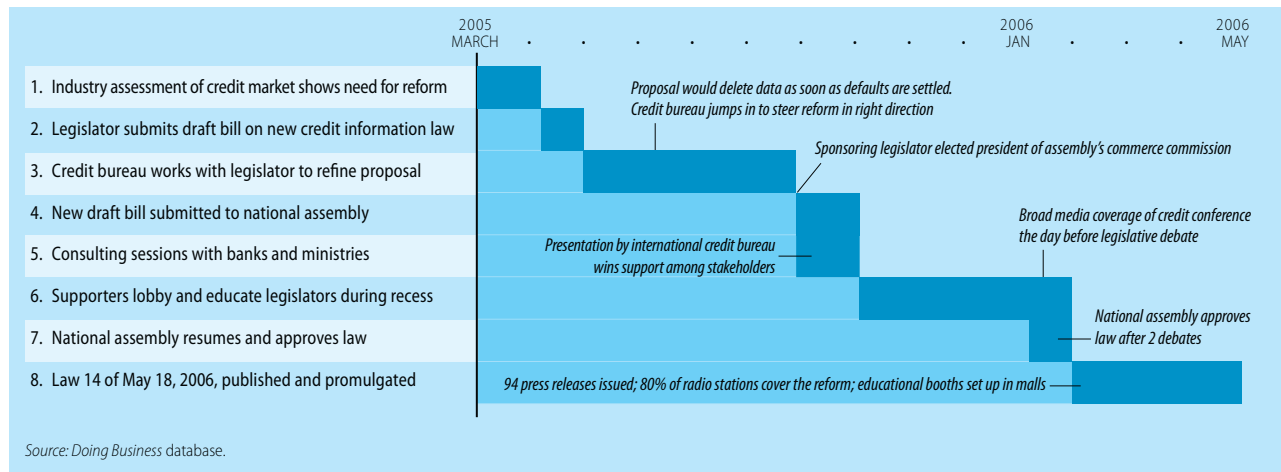 2005
MARCH
2006
JAN
2006
MAY
1. Industry assessment of credit market shows need for reform
2. Legislator submits draft bill on new credit information law
3. Credit bureau works with legislator to refine proposal
4. New draft bill submitted to national assembly
5. Consulting sessions with banks and ministries
6. Supporters lobby and educate legislators during recess
7. National assembly resumes and approves law
8. Law 14 of May 18, 2006, published and promulgated
Proposal would delete data as soon as defaults are settled.
Credit bureau jumps in to steer reform in right direction
Sponsoring legislator elected president of assembly's commerce commission
Presentation by international credit bureau
wins support among stakeholders
Broad media coverage of credit conference
the day before legislative debate
National assembly approves
law after 2 debates
94 press releases issued; 80% of radio stations cover the reform; educational booths set up in malls
Source: Doing Business database.